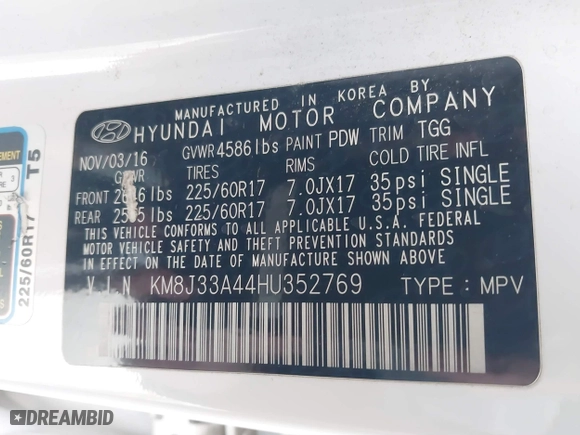 MANUFACTURED IN KOREA BY
HYUNDAI MOTOR COMPANY
NOV/03/16 GVWR 4586lbs PAINT PDW TRIM TGG
GAWR TIRES RIMS COLD TIRE INFL
FRONT lbs 225/60R17 7.0JX17 35psi SINGLE
REAR lbs 225/60R17 7.0JX17 35psi SINGLE
THIS VEHICLE CONFORMS TO ALL APPLICABLE U.S.A. FEDERAL
MOTOR VEHICLE SAFETY AND THEFT PREVENTION STANDARDS
IN EFFECT ON THE DATE OF MANUFACTURE SHOWN ABOVE
VIN KM8J33A44HU352769 TYPE : MPV
225/60R17 T5
DREAMBID